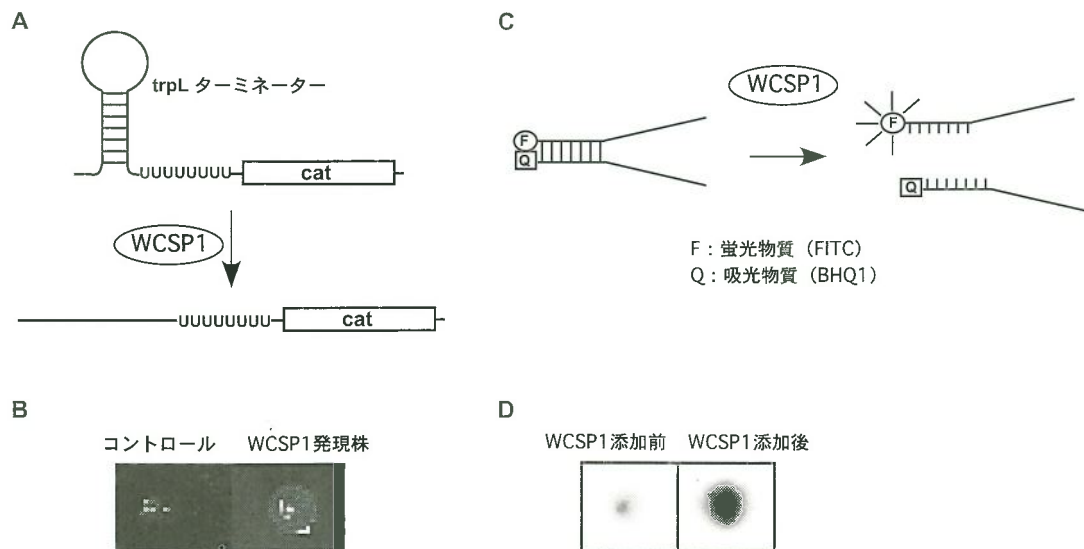 A
trpL ターミネーター
UUUUUUUU
cat
WCSP1
UUUUUUUU
cat
B
コントロール
WCSP1発現株
C
WCSP1
F
Q
F
Q
F：蛍光物質（FITC）
Q：吸光物質（BHQ1）
D
WCSP1添加前
WCSP1添加後